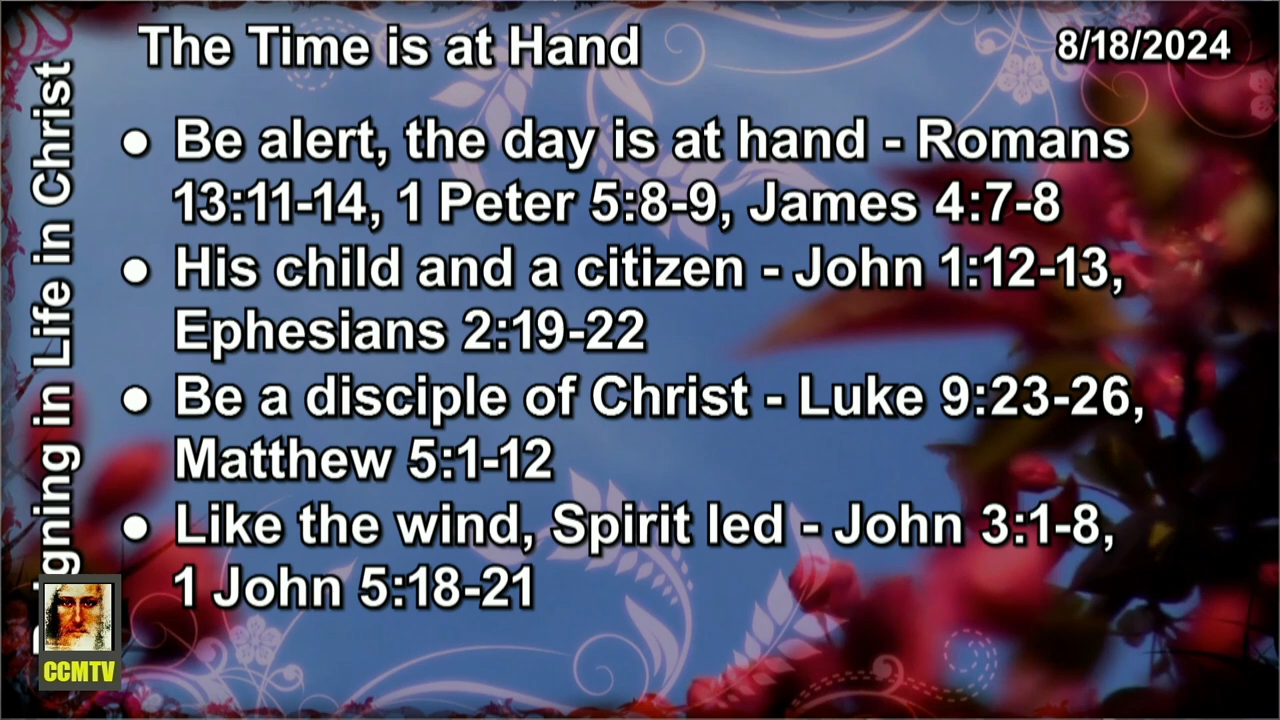 The Time is at Hand
8/18/2024
● Be alert, the day is at hand - Romans
13:11-14, 1 Peter 5:8-9, James 4:7-8
● His child and a citizen - John 1:12-13,
Ephesians 2:19-22
● Be a disciple of Christ - Luke 9:23-26,
Matthew 5:1-12
● Like the wind, Spirit led - John 3:1-8,
1 John 5:18-21
in Life in Christ
CCMTV